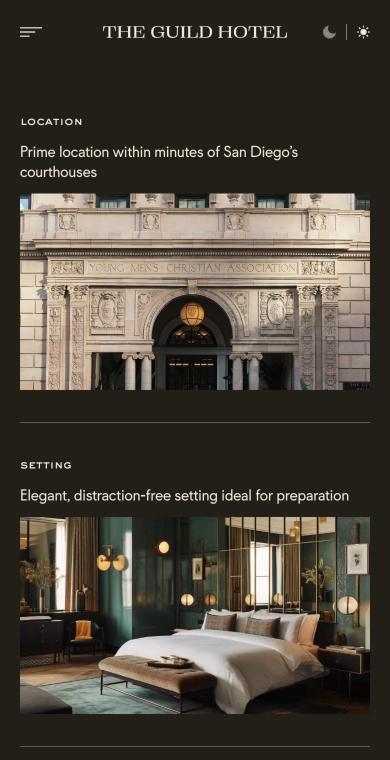 THE GUILD HOTEL
LOCATION
Prime location within minutes of San Diego's
courthouses
YOUNG·MEN'S·CHRISTIAN·ASSOCIATION
SETTING
Elegant, distraction-free setting ideal for preparation